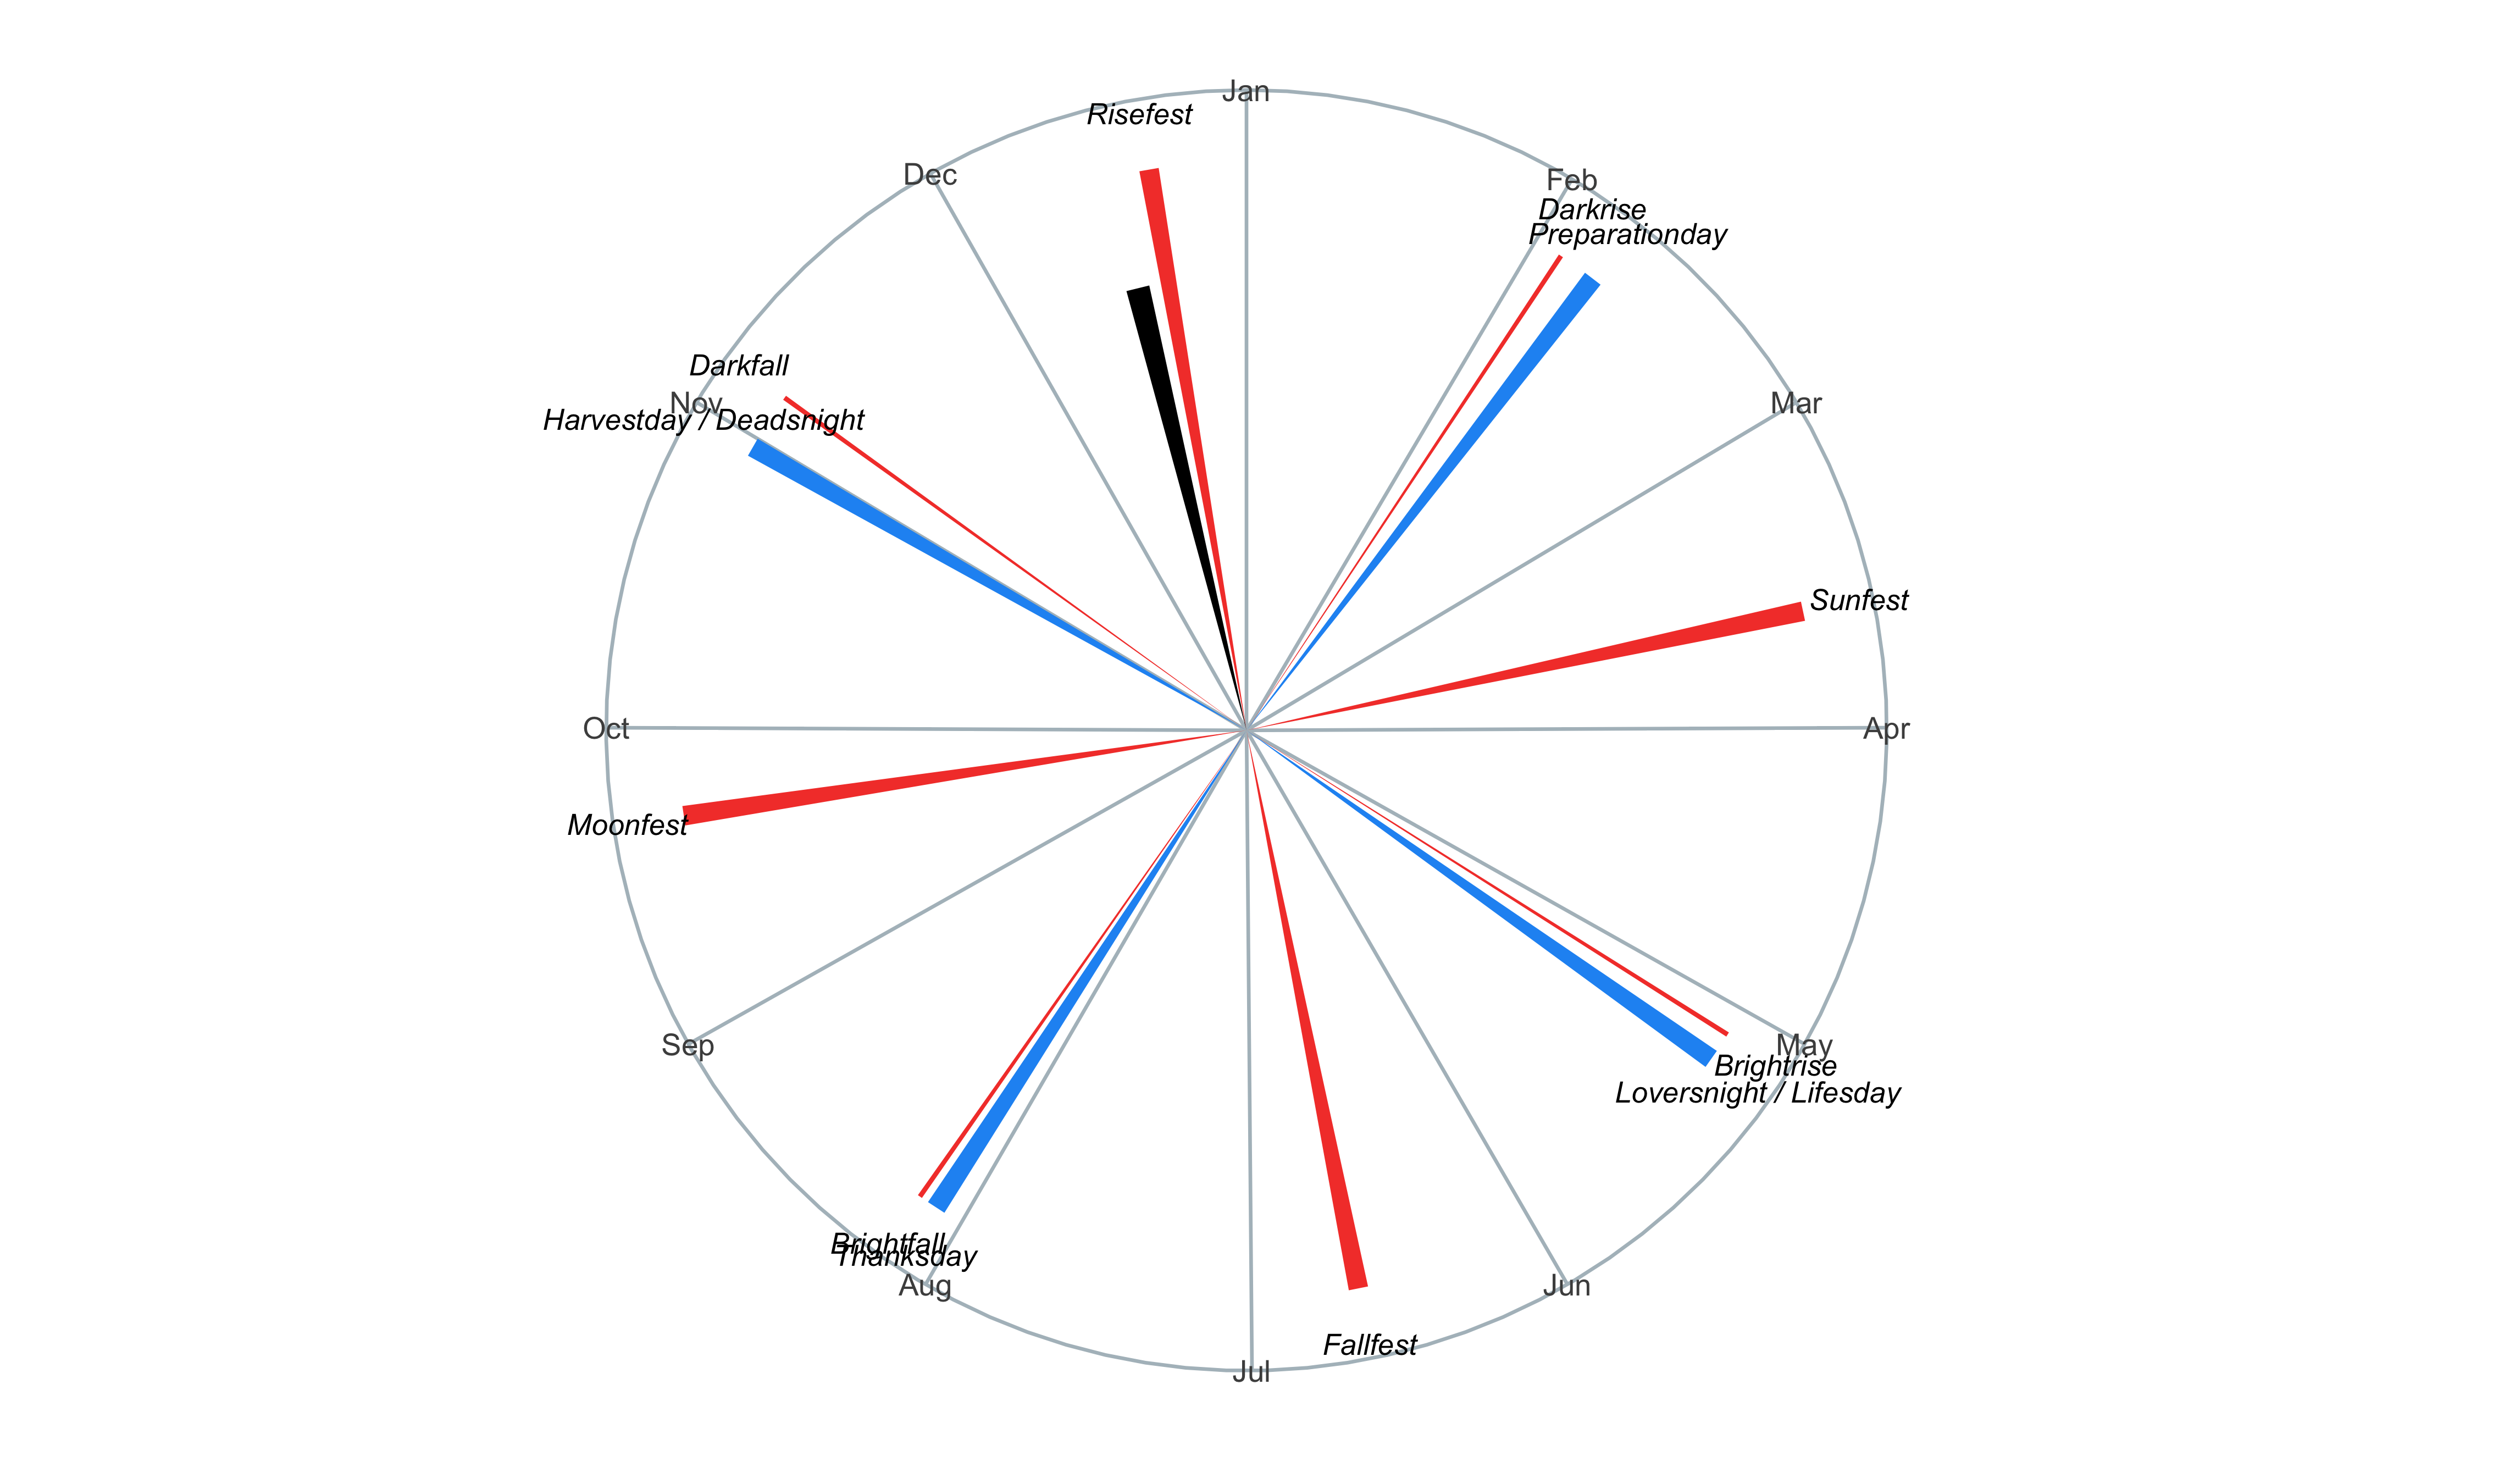 Jan
Risefest
Dec
Feb
Darkrise
Preparationday
Darkfall
Nov
Mar
Harvestday / Deadsnight
Sunfest
Oct
Apr
Moonfest
Sep
May
Brightrise
Loversnight / Lifesday
Brightfall
Thanksday
Aug
Jun
Fallfest
Jul